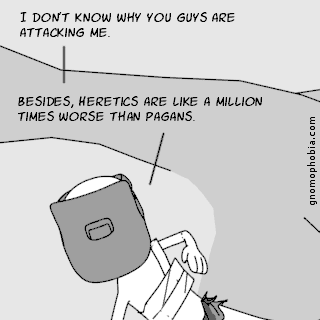 I DON'T KNOW WHY YOU GUYS ARE
ATTACKING ME.
BESIDES, HERETICS ARE LIKE A MILLION
TIMES WORSE THAN PAGANS.
gnomophobia.com